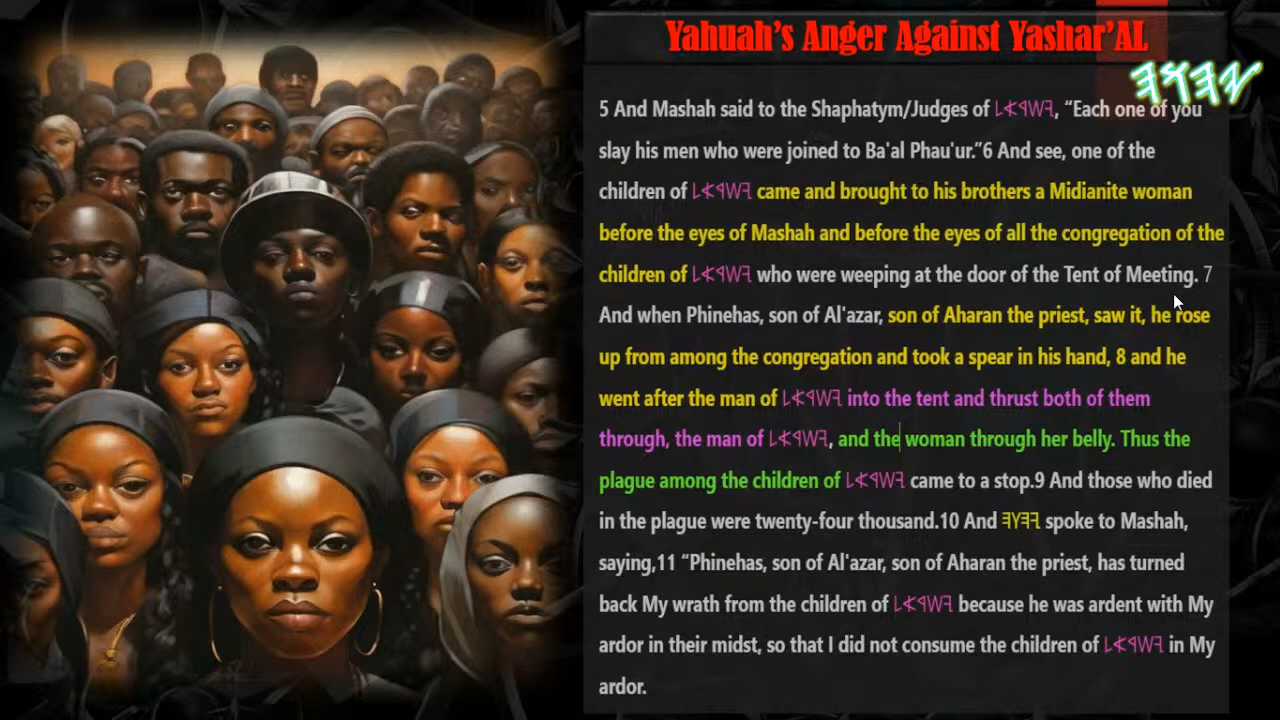 Yahuah's Anger Against Yashar'AL
𐤉𐤄𐤅𐤄
5 And Mashah said to the Shaphatym/Judges of 𐤉𐤔𐤓𐤀𐤋, “Each one of you
slay his men who were joined to Ba'al Phau'ur.”6 And see, one of the
children of 𐤉𐤔𐤓𐤀𐤋 came and brought to his brothers a Midianite woman
before the eyes of Mashah and before the eyes of all the congregation of the
children of 𐤉𐤔𐤓𐤀𐤋 who were weeping at the door of the Tent of Meeting. 7
And when Phinehas, son of Al'azar, son of Aharan the priest, saw it, he rose
up from among the congregation and took a spear in his hand, 8 and he
went after the man of 𐤉𐤔𐤓𐤀𐤋 into the tent and thrust both of them
through, the man of 𐤉𐤔𐤓𐤀𐤋, and the woman through her belly. Thus the
plague among the children of 𐤉𐤔𐤓𐤀𐤋 came to a stop.9 And those who died
in the plague were twenty-four thousand.10 And 𐤉𐤄𐤅𐤄 spoke to Mashah,
saying,11 “Phinehas, son of Al'azar, son of Aharan the priest, has turned
back My wrath from the children of 𐤉𐤔𐤓𐤀𐤋 because he was ardent with My
ardor in their midst, so that I did not consume the children of 𐤉𐤔𐤓𐤀𐤋 in My
ardor.